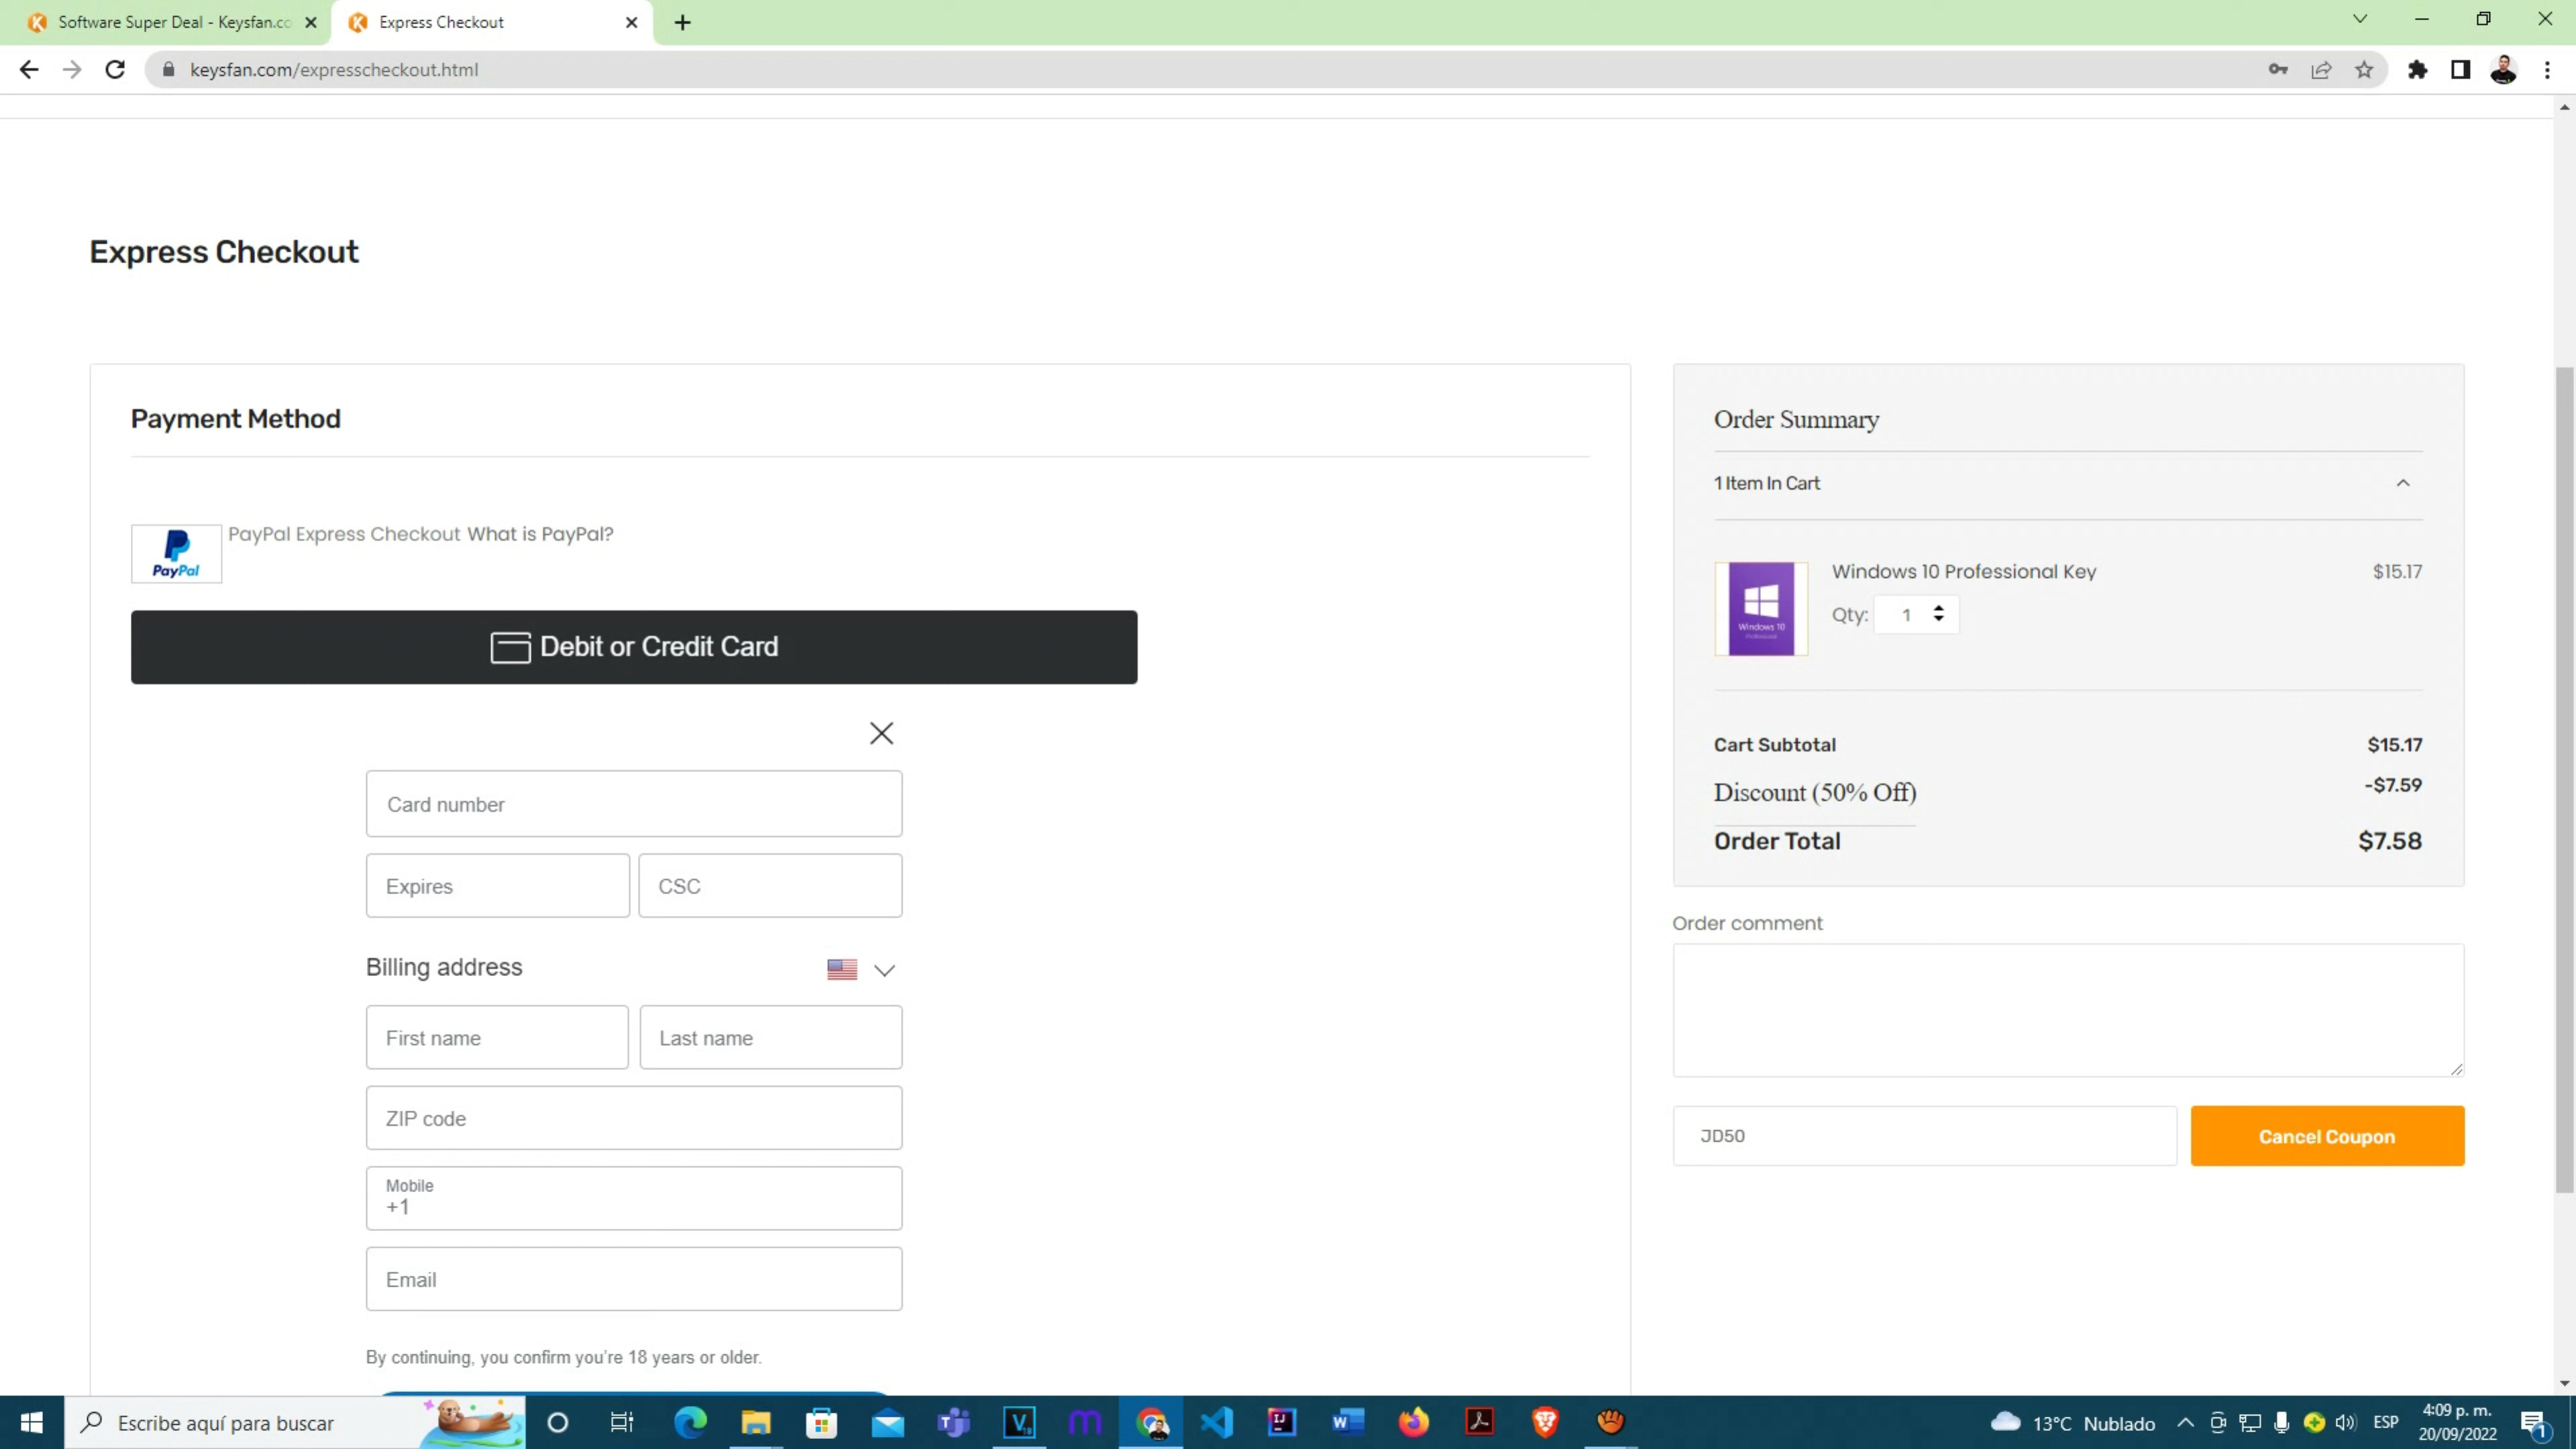 Software Super Deal - Keysfan.co
Express Checkout
keysfan.com/expresscheckout.html
Express Checkout
Payment Method
PayPal
PayPal Express Checkout What is PayPal?
Debit or Credit Card
Card number
Expires
CSC
Billing address
First name
Last name
ZIP code
Mobile
+1
Email
By continuing, you confirm you're 18 years or older.
Order Summary
1 Item In Cart
Windows 10
Professional
Windows 10 Professional Key
$15.17
Qty: 1
Cart Subtotal
$15.17
Discount (50% Off)
-$7.59
Order Total
$7.58
Order comment
JD50
Cancel Coupon
Escribe aquí para buscar
13°C Nublado
ESP
4:09 p. m.
20/09/2022
1